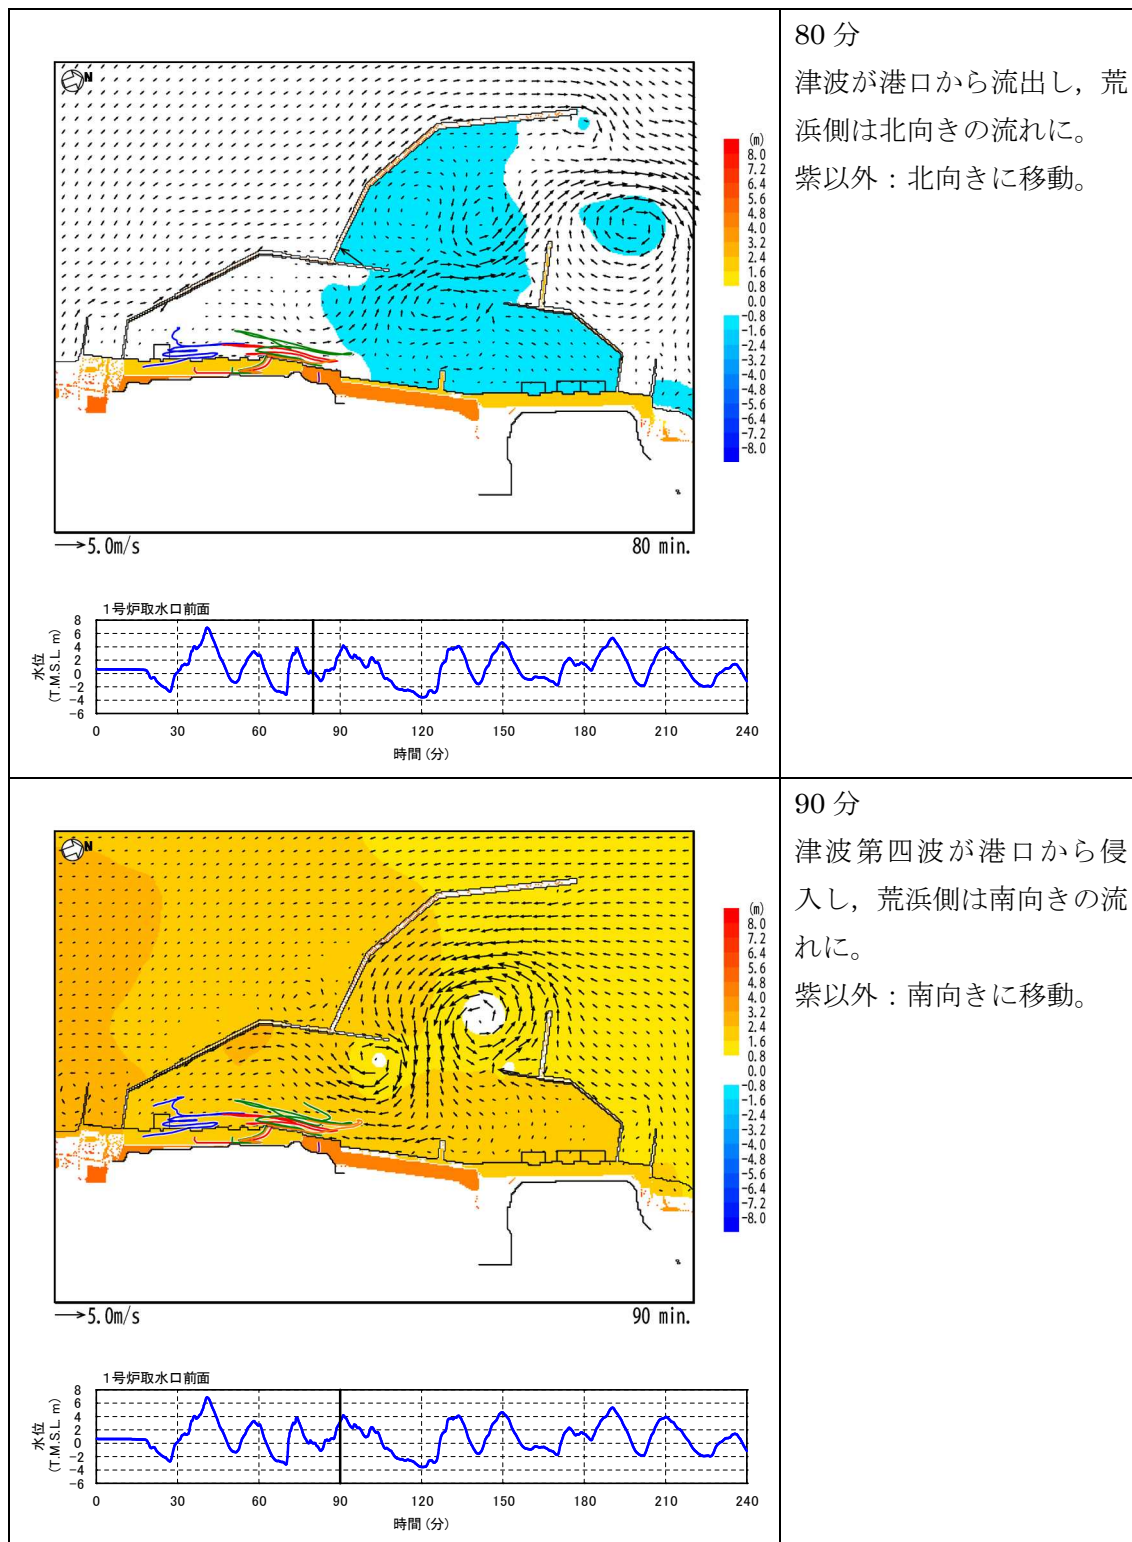 80 分
津波が港口から流出し，荒
浜側は北向きの流れに。
紫以外：北向きに移動。
N
(m)
8.0
7.2
6.4
5.6
4.8
4.0
3.2
2.4
1.6
0.8
0.0
-0.8
-1.6
-2.4
-3.2
-4.0
-4.8
-5.6
-6.4
-7.2
-8.0
5.0m/s
80 min.
1号炉取水口前面
水位
(T.M.S.L. m)
8
6
4
2
0
-2
-4
-6
0 30 60 90 120 150 180 210 240
時間(分)
90 分
津波第四波が港口から侵
入し，荒浜側は南向きの流
れに。
紫以外：南向きに移動。
N
(m)
8.0
7.2
6.4
5.6
4.8
4.0
3.2
2.4
1.6
0.8
0.0
-0.8
-1.6
-2.4
-3.2
-4.0
-4.8
-5.6
-6.4
-7.2
-8.0
5.0m/s
90 min.
1号炉取水口前面
水位
(T.M.S.L. m)
8
6
4
2
0
-2
-4
-6
0 30 60 90 120 150 180 210 240
時間(分)